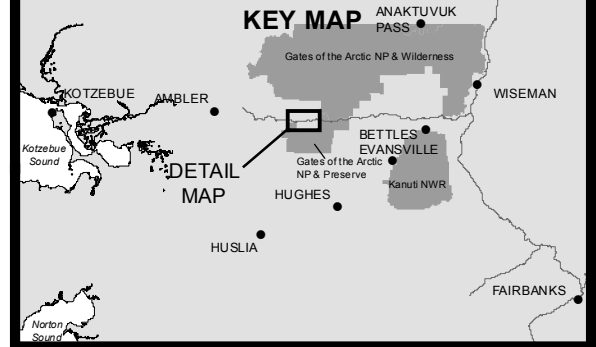 KEY MAP
ANAKTUVUK
PASS
Gates of the Arctic NP & Wilderness
KOTZEBUE
AMBLER
WISEMAN
Kotzebue
Sound
BETTLES
EVANSVILLE
DETAIL
MAP
Gates of the Arctic
NP & Preserve
Kanuti NWR
HUGHES
HUSLIA
FAIRBANKS
Norton
Sound